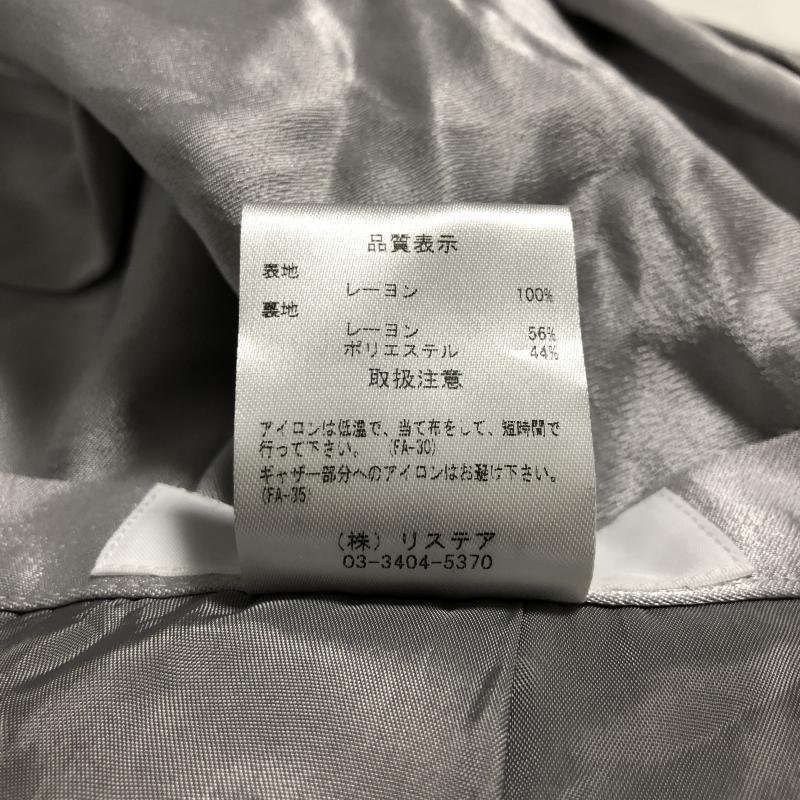 品質表示
表地
レーヨン 100%
裏地
レーヨン 56%
ポリエステル 44%
取扱注意
アイロンは低温で、当て布をして、短時間で
行って下さい。 (FA-30)
ギャザー部分へのアイロンはお避け下さい。
(FA-35)
(株) リステア
03-3404-5370